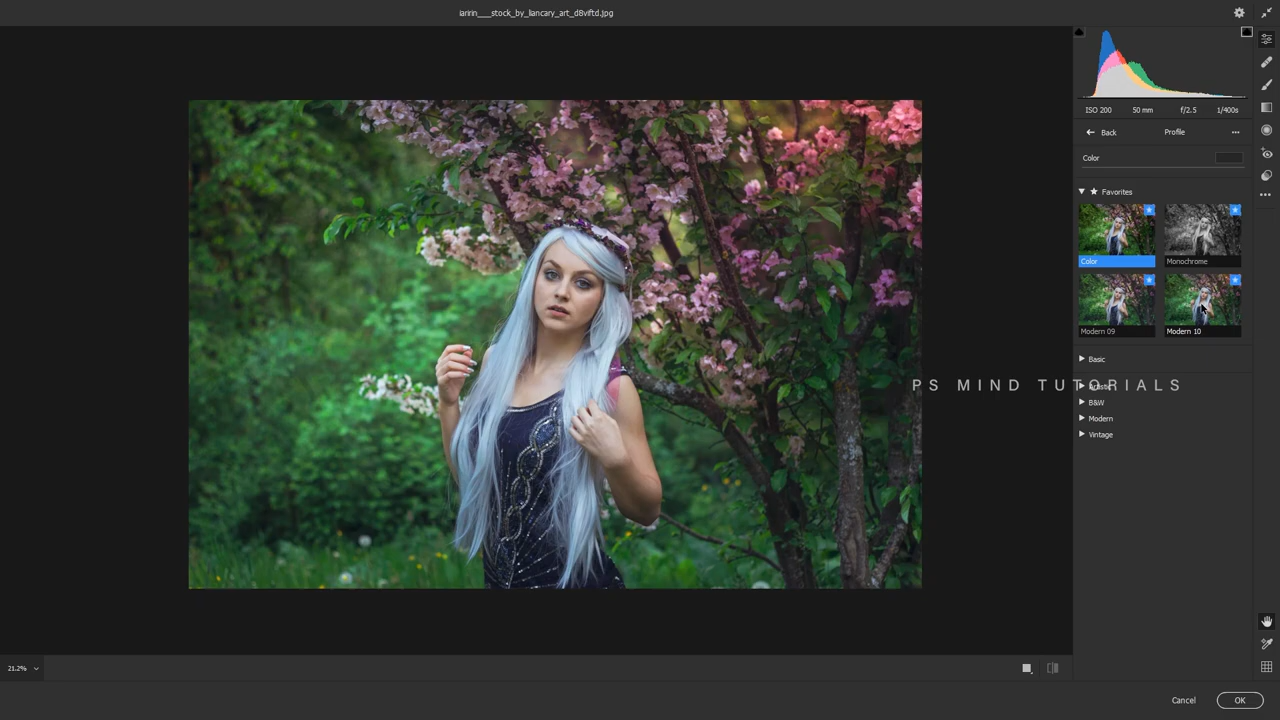 iaririn___stock_by_liancary_art_d8viftd.jpg
ISO 200 50 mm f/2.5 1/400s
Back Profile
Color
Favorites
Color Monochrome
Modern 09 Modern 10
Basic
PS MIND TUTORIALS
B&W
Modern
Vintage
21.2%
Cancel OK